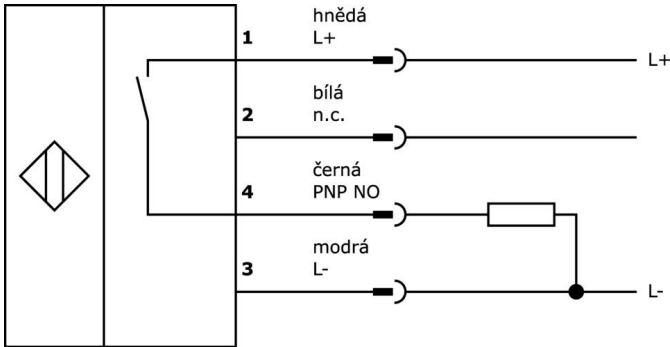 hnědá
1 L+ L+
bílá
2 n.c.
černá
4 PNP NO
modrá
3 L- L-